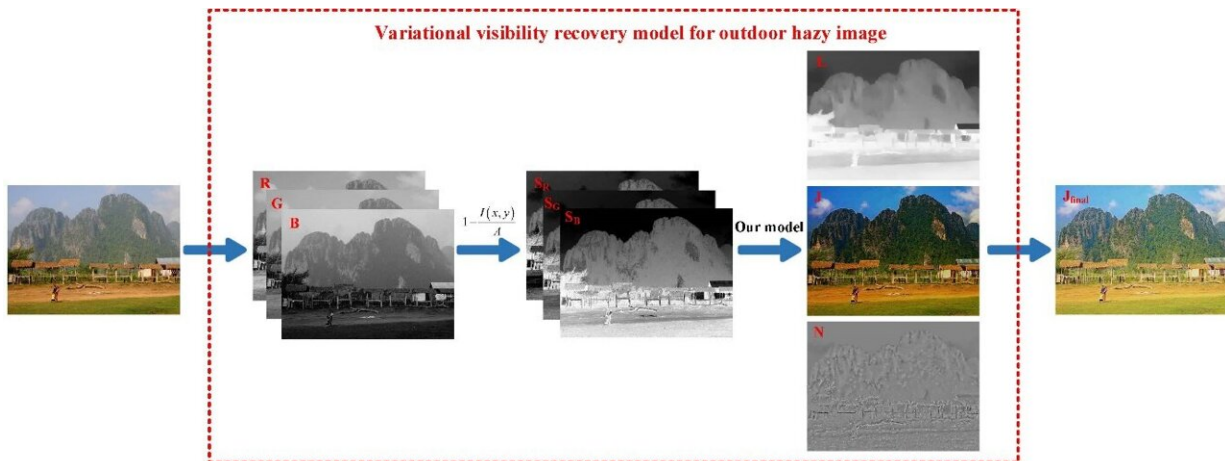 Variational visibility recovery model for outdoor hazy image
L
R
G
B
1 - I(x, y) / A
S_R
S_G
S_B
Our model
J
J_final
N